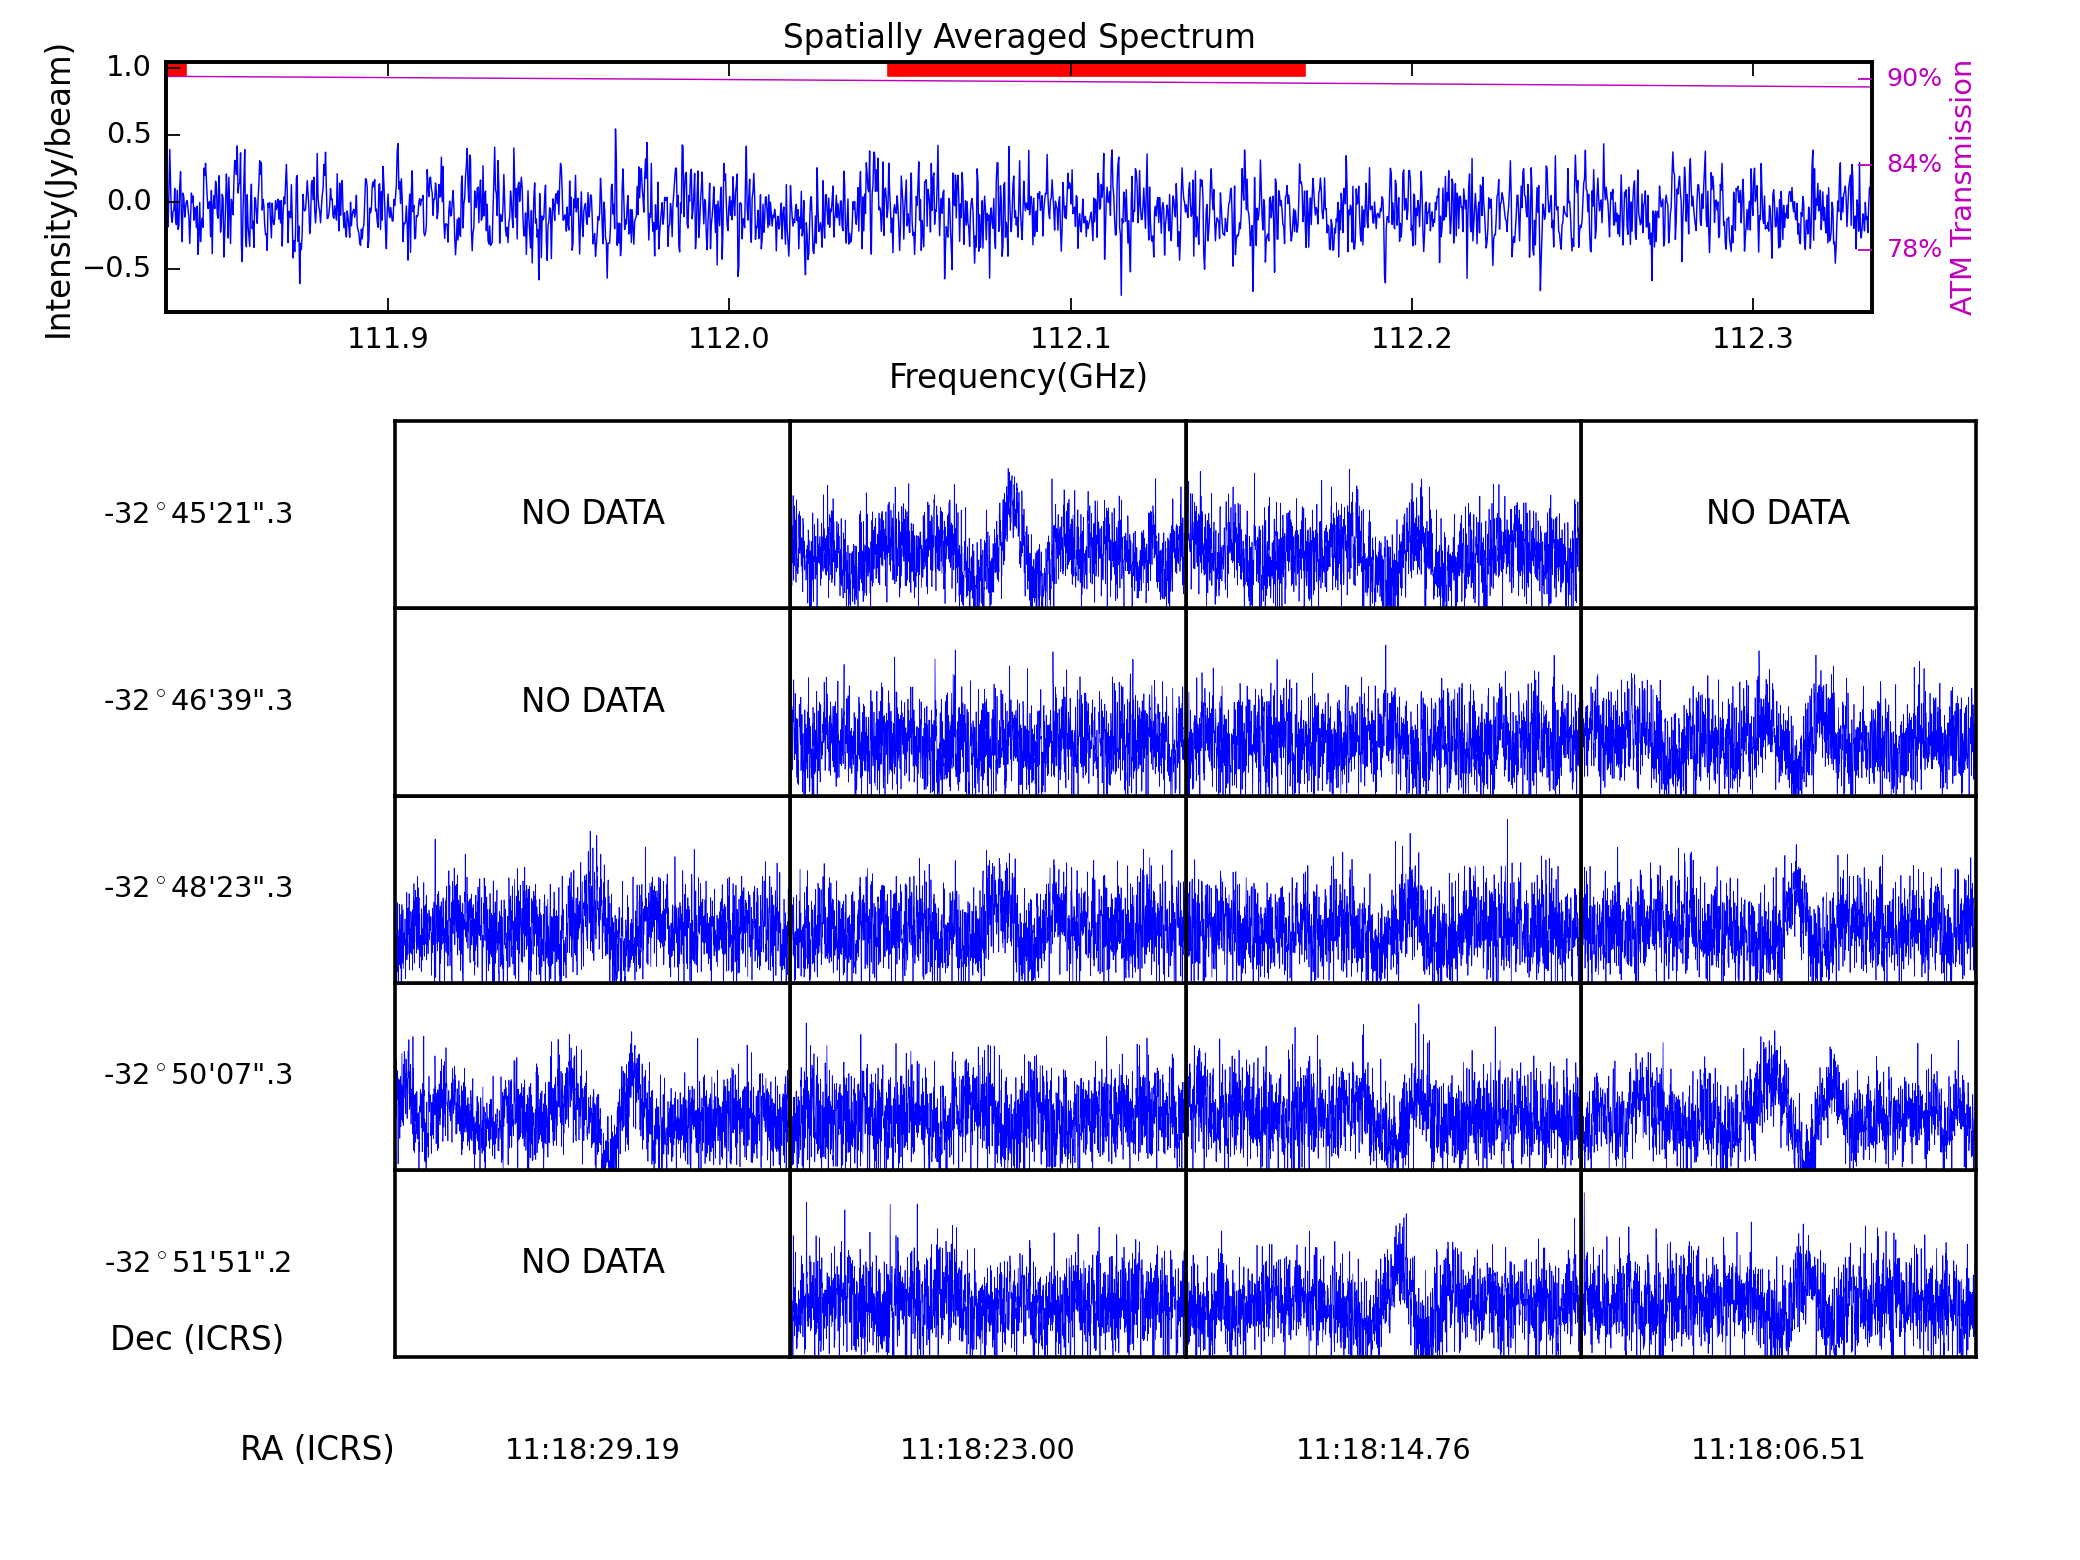 Spatially Averaged Spectrum
Intensity(Jy/beam)
1.0
0.5
0.0
−0.5
90%
84%
78%
ATM Transmission
111.9 112.0 112.1 112.2 112.3
Frequency(GHz)
-32°45'21".3 NO DATA NO DATA
-32°46'39".3 NO DATA
-32°48'23".3
-32°50'07".3
-32°51'51".2 NO DATA
Dec (ICRS)
RA (ICRS) 11:18:29.19 11:18:23.00 11:18:14.76 11:18:06.51